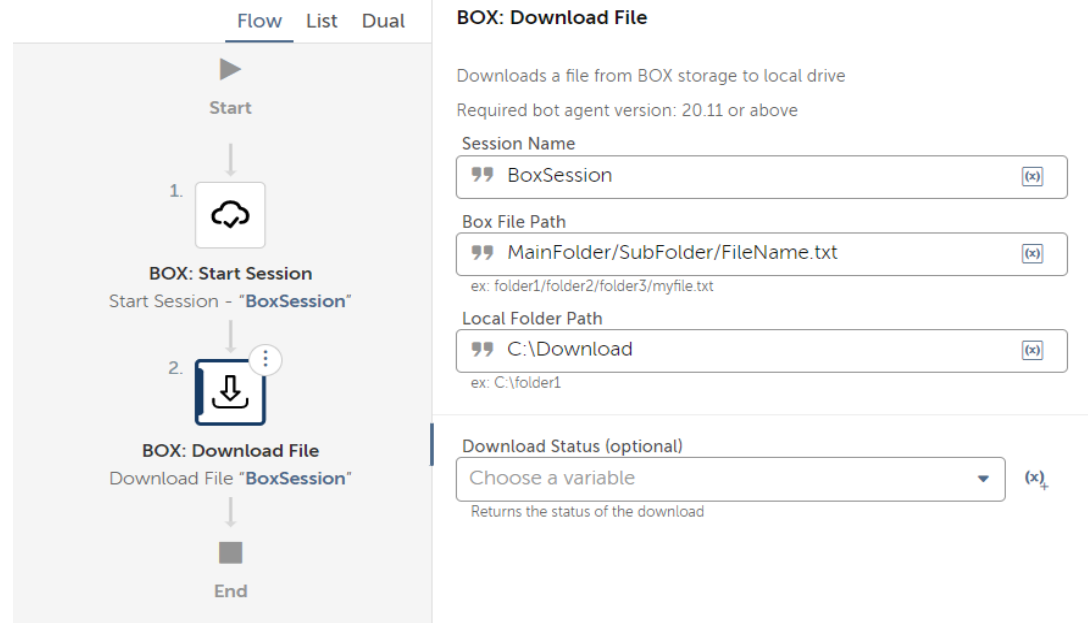 Flow List Dual
Start
1.
BOX: Start Session
Start Session - “BoxSession”
2.
BOX: Download File
Download File “BoxSession”
End
BOX: Download File
Downloads a file from BOX storage to local drive
Required bot agent version: 20.11 or above
Session Name
BoxSession
(x)
Box File Path
MainFolder/SubFolder/FileName.txt
(x)
ex: folder1/folder2/folder3/myfile.txt
Local Folder Path
C:\Download
(x)
ex: C:\folder1
Download Status (optional)
Choose a variable
(x)+
Returns the status of the download